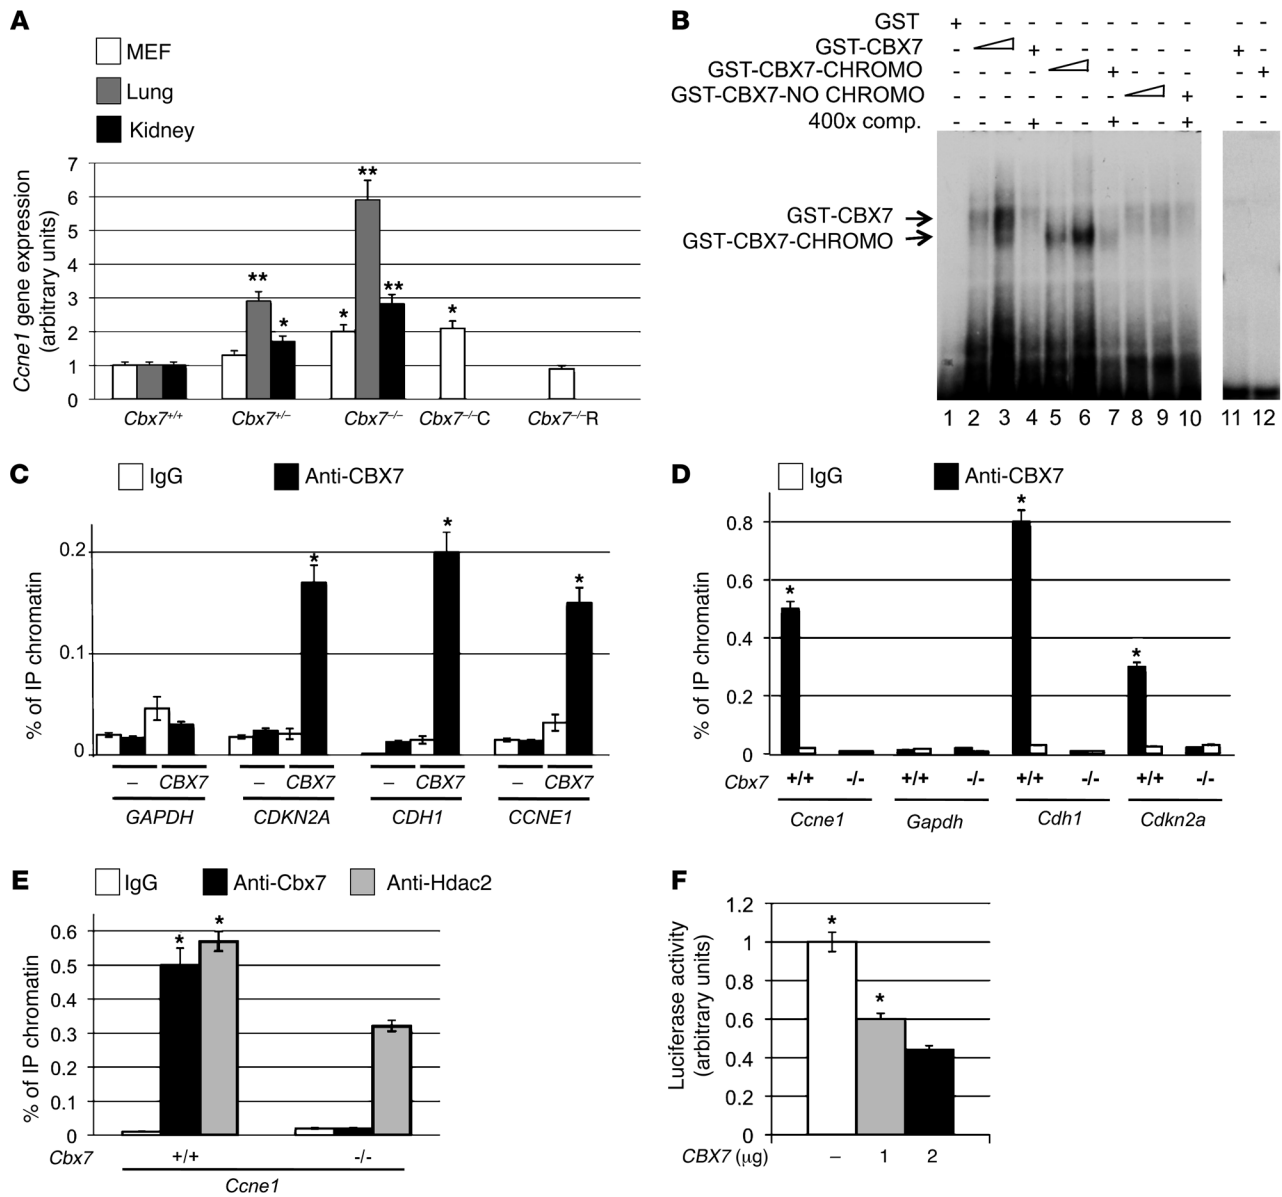 A
MEF
Lung
Kidney
Ccne1 gene expression
(arbitrary units)
7
6
5
4
3
2
1
0
** ** * * ** *
Cbx7+/+ Cbx7+/– Cbx7–/– Cbx7–/–C Cbx7–/–R
B
GST + - - - - - - - - - - -
GST-CBX7 - + - - - - - - + -
GST-CBX7-CHROMO - - - - + - - - - +
GST-CBX7-NO CHROMO - - - - - - - + - -
400x comp. - - - + - - + - - + - -
GST-CBX7
GST-CBX7-CHROMO
1 2 3 4 5 6 7 8 9 10 11 12
C
IgG Anti-CBX7
% of IP chromatin
0.2
0.1
0
* * *
– CBX7 – CBX7 – CBX7 – CBX7
GAPDH CDKN2A CDH1 CCNE1
D
IgG Anti-CBX7
% of IP chromatin
0.8
0.6
0.4
0.2
0
* * *
Cbx7 +/+ -/- +/+ -/- +/+ -/- +/+ -/-
Ccne1 Gapdh Cdh1 Cdkn2a
E
IgG Anti-Cbx7 Anti-Hdac2
% of IP chromatin
0.6
0.5
0.4
0.3
0.2
0.1
0
* *
Cbx7 +/+ -/-
Ccne1
F
Luciferase activity
(arbitrary units)
1.2
1
0.8
0.6
0.4
0.2
0
* *
CBX7 (µg) – 1 2